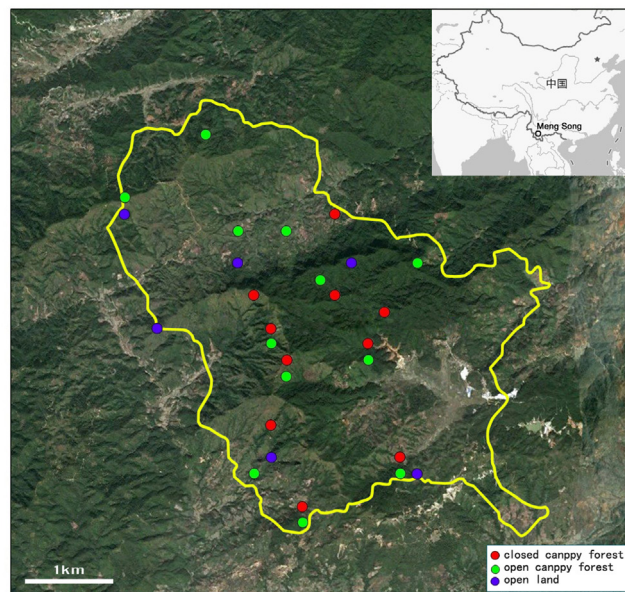 中国
Meng Song
closed canppy forest
open canppy forest
open land
1km